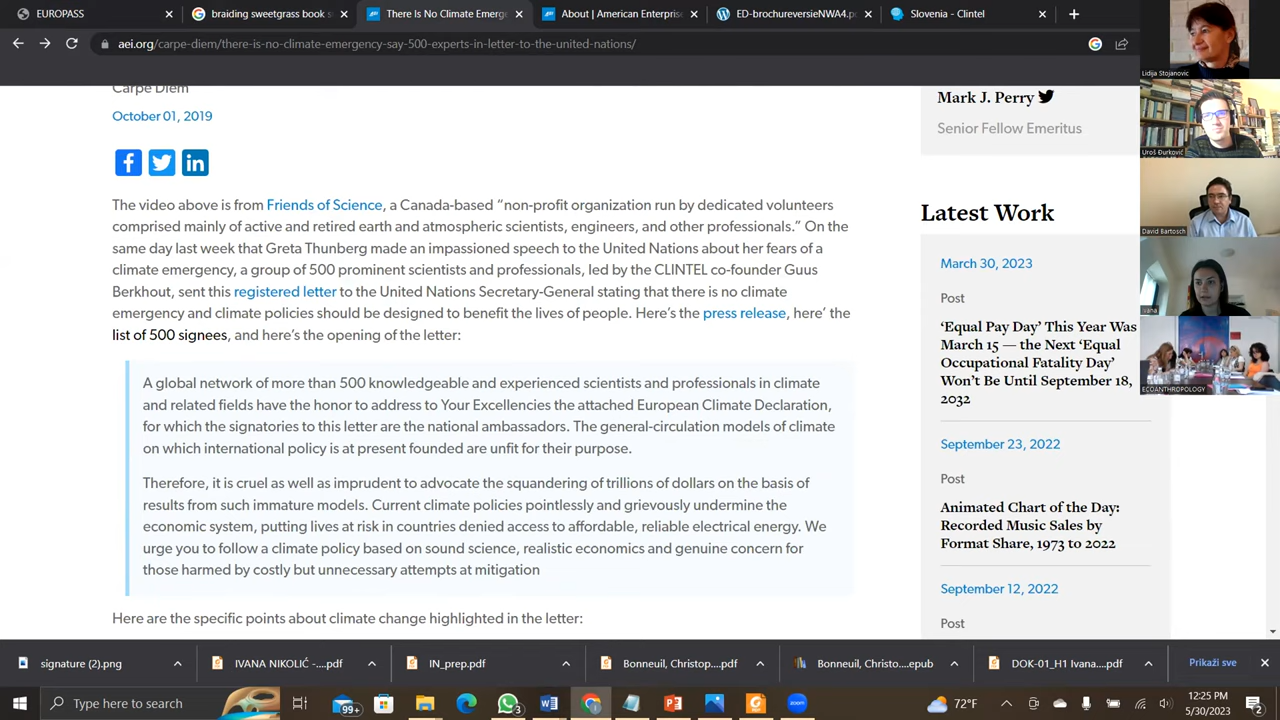 EUROPASS
braiding sweetgrass book s
There Is No Climate Emerg
About | American Enterpris
ED-brochureversieNWA4.p
Slovenia - Clintel
aei.org/carpe-diem/there-is-no-climate-emergency-say-500-experts-in-letter-to-the-united-nations/
Carpe Diem
October 01, 2019
The video above is from Friends of Science, a Canada-based “nonprofit organization run by dedicated volunteers
comprised mainly of active and retired earth and atmospheric scientists, engineers, and other professionals.” On the
same day last week that Greta Thunberg made an impassioned speech to the United Nations about her fears of a
climate emergency, a group of 500 prominent scientists and professionals, led by the CLINTEL co-founder Guus
Berkhout, sent this registered letter to the United Nations Secretary-General stating that there is no climate
emergency and climate policies should be designed to benefit the lives of people. Here’s the press release, here’ the
list of 500 signees, and here’s the opening of the letter:
A global network of more than 500 knowledgeable and experienced scientists and professionals in climate
and related fields have the honor to address to Your Excellencies the attached European Climate Declaration,
for which the signatories to this letter are the national ambassadors. The general-circulation models of climate
on which international policy is at present founded are unfit for their purpose.
Therefore, it is cruel as well as imprudent to advocate the squandering of trillions of dollars on the basis of
results from such immature models. Current climate policies pointlessly and grievously undermine the
economic system, putting lives at risk in countries denied access to affordable, reliable electrical energy. We
urge you to follow a climate policy based on sound science, realistic economics and genuine concern for
those harmed by costly but unnecessary attempts at mitigation
Here are the specific points about climate change highlighted in the letter:
Mark J. Perry
Senior Fellow Emeritus
Latest Work
March 30, 2023
Post
‘Equal Pay Day’ This Year Was
March 15 — the Next ‘Equal
Occupational Fatality Day’
Won’t Be Until September 18,
2032
September 23, 2022
Post
Animated Chart of the Day:
Recorded Music Sales by
Format Share, 1973 to 2022
September 12, 2022
Post
Lidija Stojanovic
Uroš Đurković
David Bartosch
Ivana
ECOANTHROPOLOGY
signature (2).png
IVANA NIKOLIĆ -....pdf
IN_prep.pdf
Bonneuil, Christop....pdf
Bonneuil, Christo....epub
DOK-01_H1 Ivana....pdf
Prikaži sve
Type here to search
99+
3
72°F
12:25 PM
5/30/2023
2